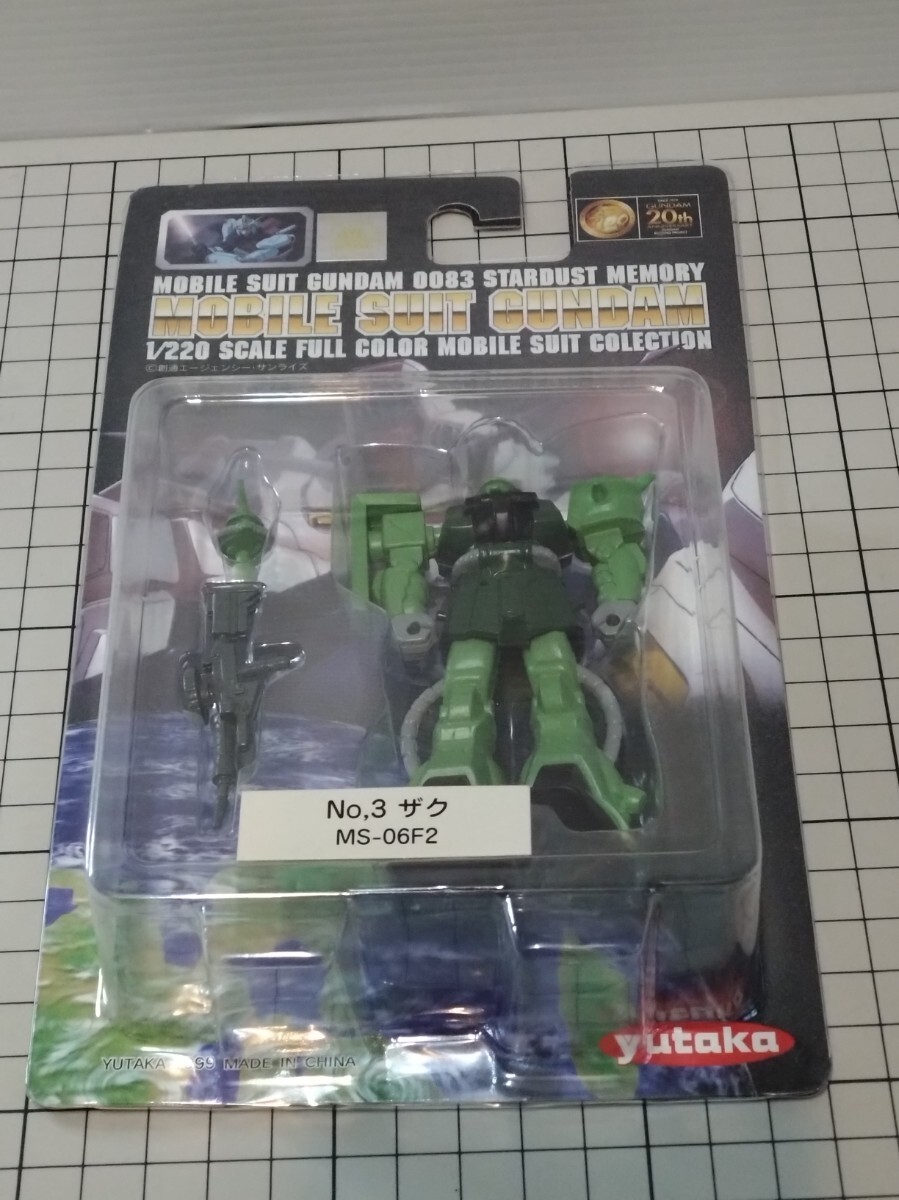 GUNDAM
20th
MOBILE SUIT GUNDAM 0083 STARDUST MEMORY
MOBILE SUIT GUNDAM
1/220 SCALE FULL COLOR MOBILE SUIT COLECTION
©創通エージェンシー・サンライズ
No,3 ザク
MS-06F2
yutaka
YUTAKA 99 MADE IN CHINA